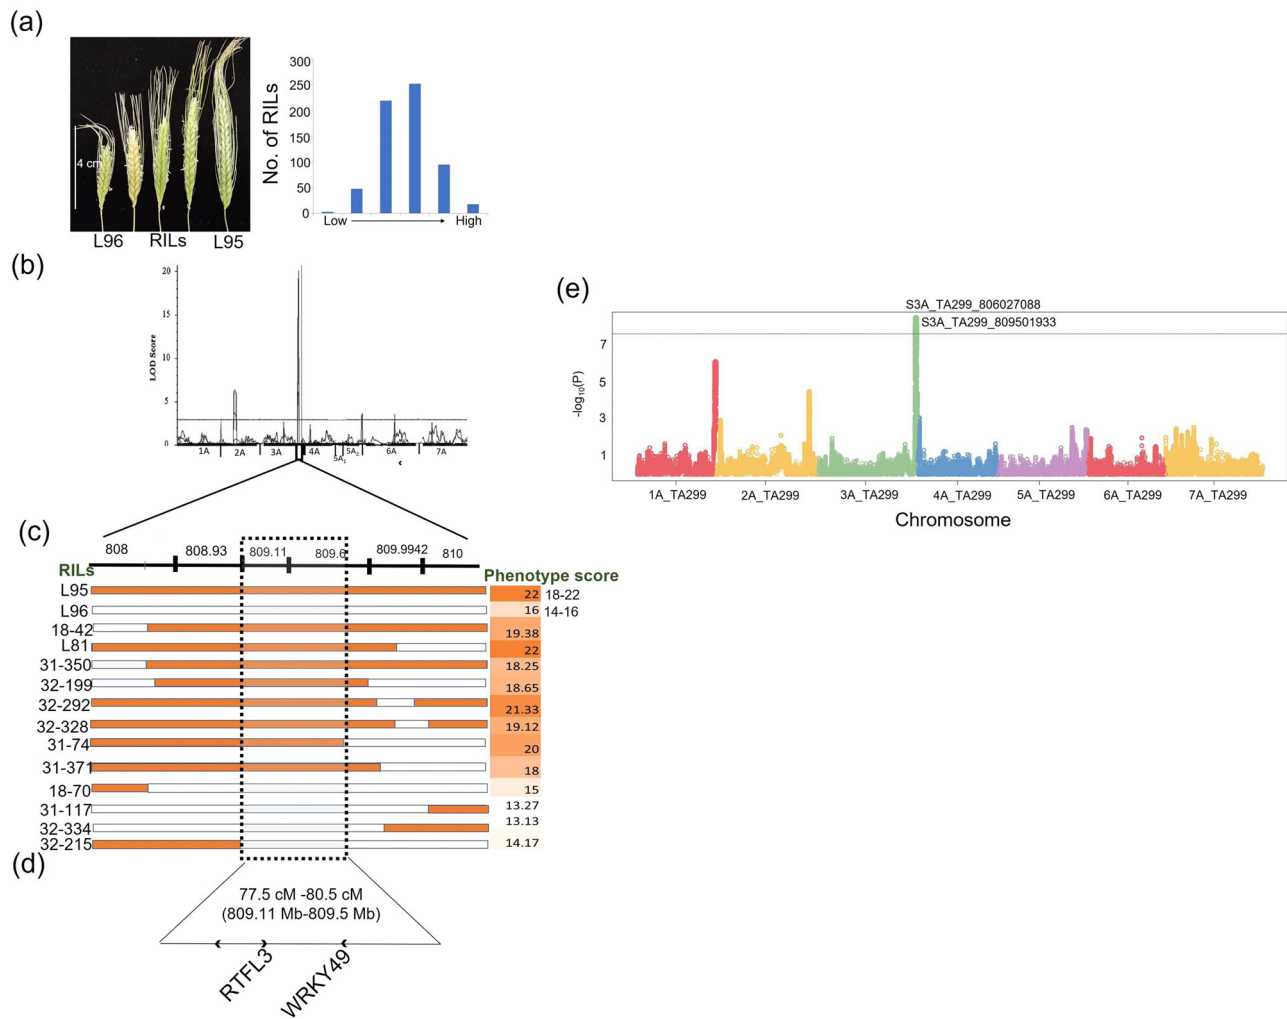 (a)
4 cm
L96 RILs L95
No. of RILs
300
250
200
150
100
50
0
Low High
(b)
LOD Score
20
15
10
5
0
1A 2A 3A 4A 5A1 5A2 6A 7A
(c)
808 808.93 809.11 809.6 809.9942 810
RILs Phenotype score
L95 22 18-22
L96 16 14-16
18-42 19.38
L81 22
31-350 18.25
32-199 18.65
32-292 21.33
32-328 19.12
31-74 20
31-371 18
18-70 15
31-117 13.27
32-334 13.13
32-215 14.17
(d)
77.5 cM -80.5 cM
(809.11 Mb-809.5 Mb)
RTFL3 WRKY49
(e)
S3A_TA299_806027088
S3A_TA299_809501933
-log10(P)
7
5
3
1
1A_TA299 2A_TA299 3A_TA299 4A_TA299 5A_TA299 6A_TA299 7A_TA299
Chromosome